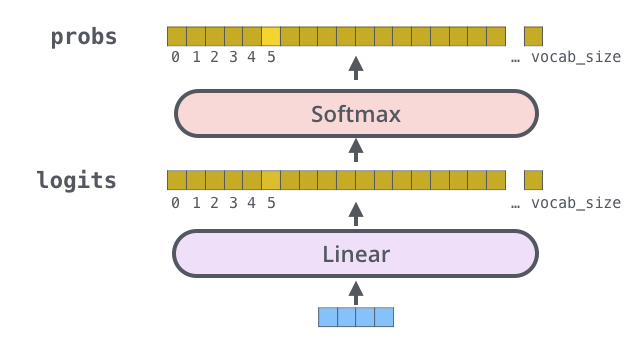 probs
0 1 2 3 4 5 … vocab_size
Softmax
logits
0 1 2 3 4 5 … vocab_size
Linear